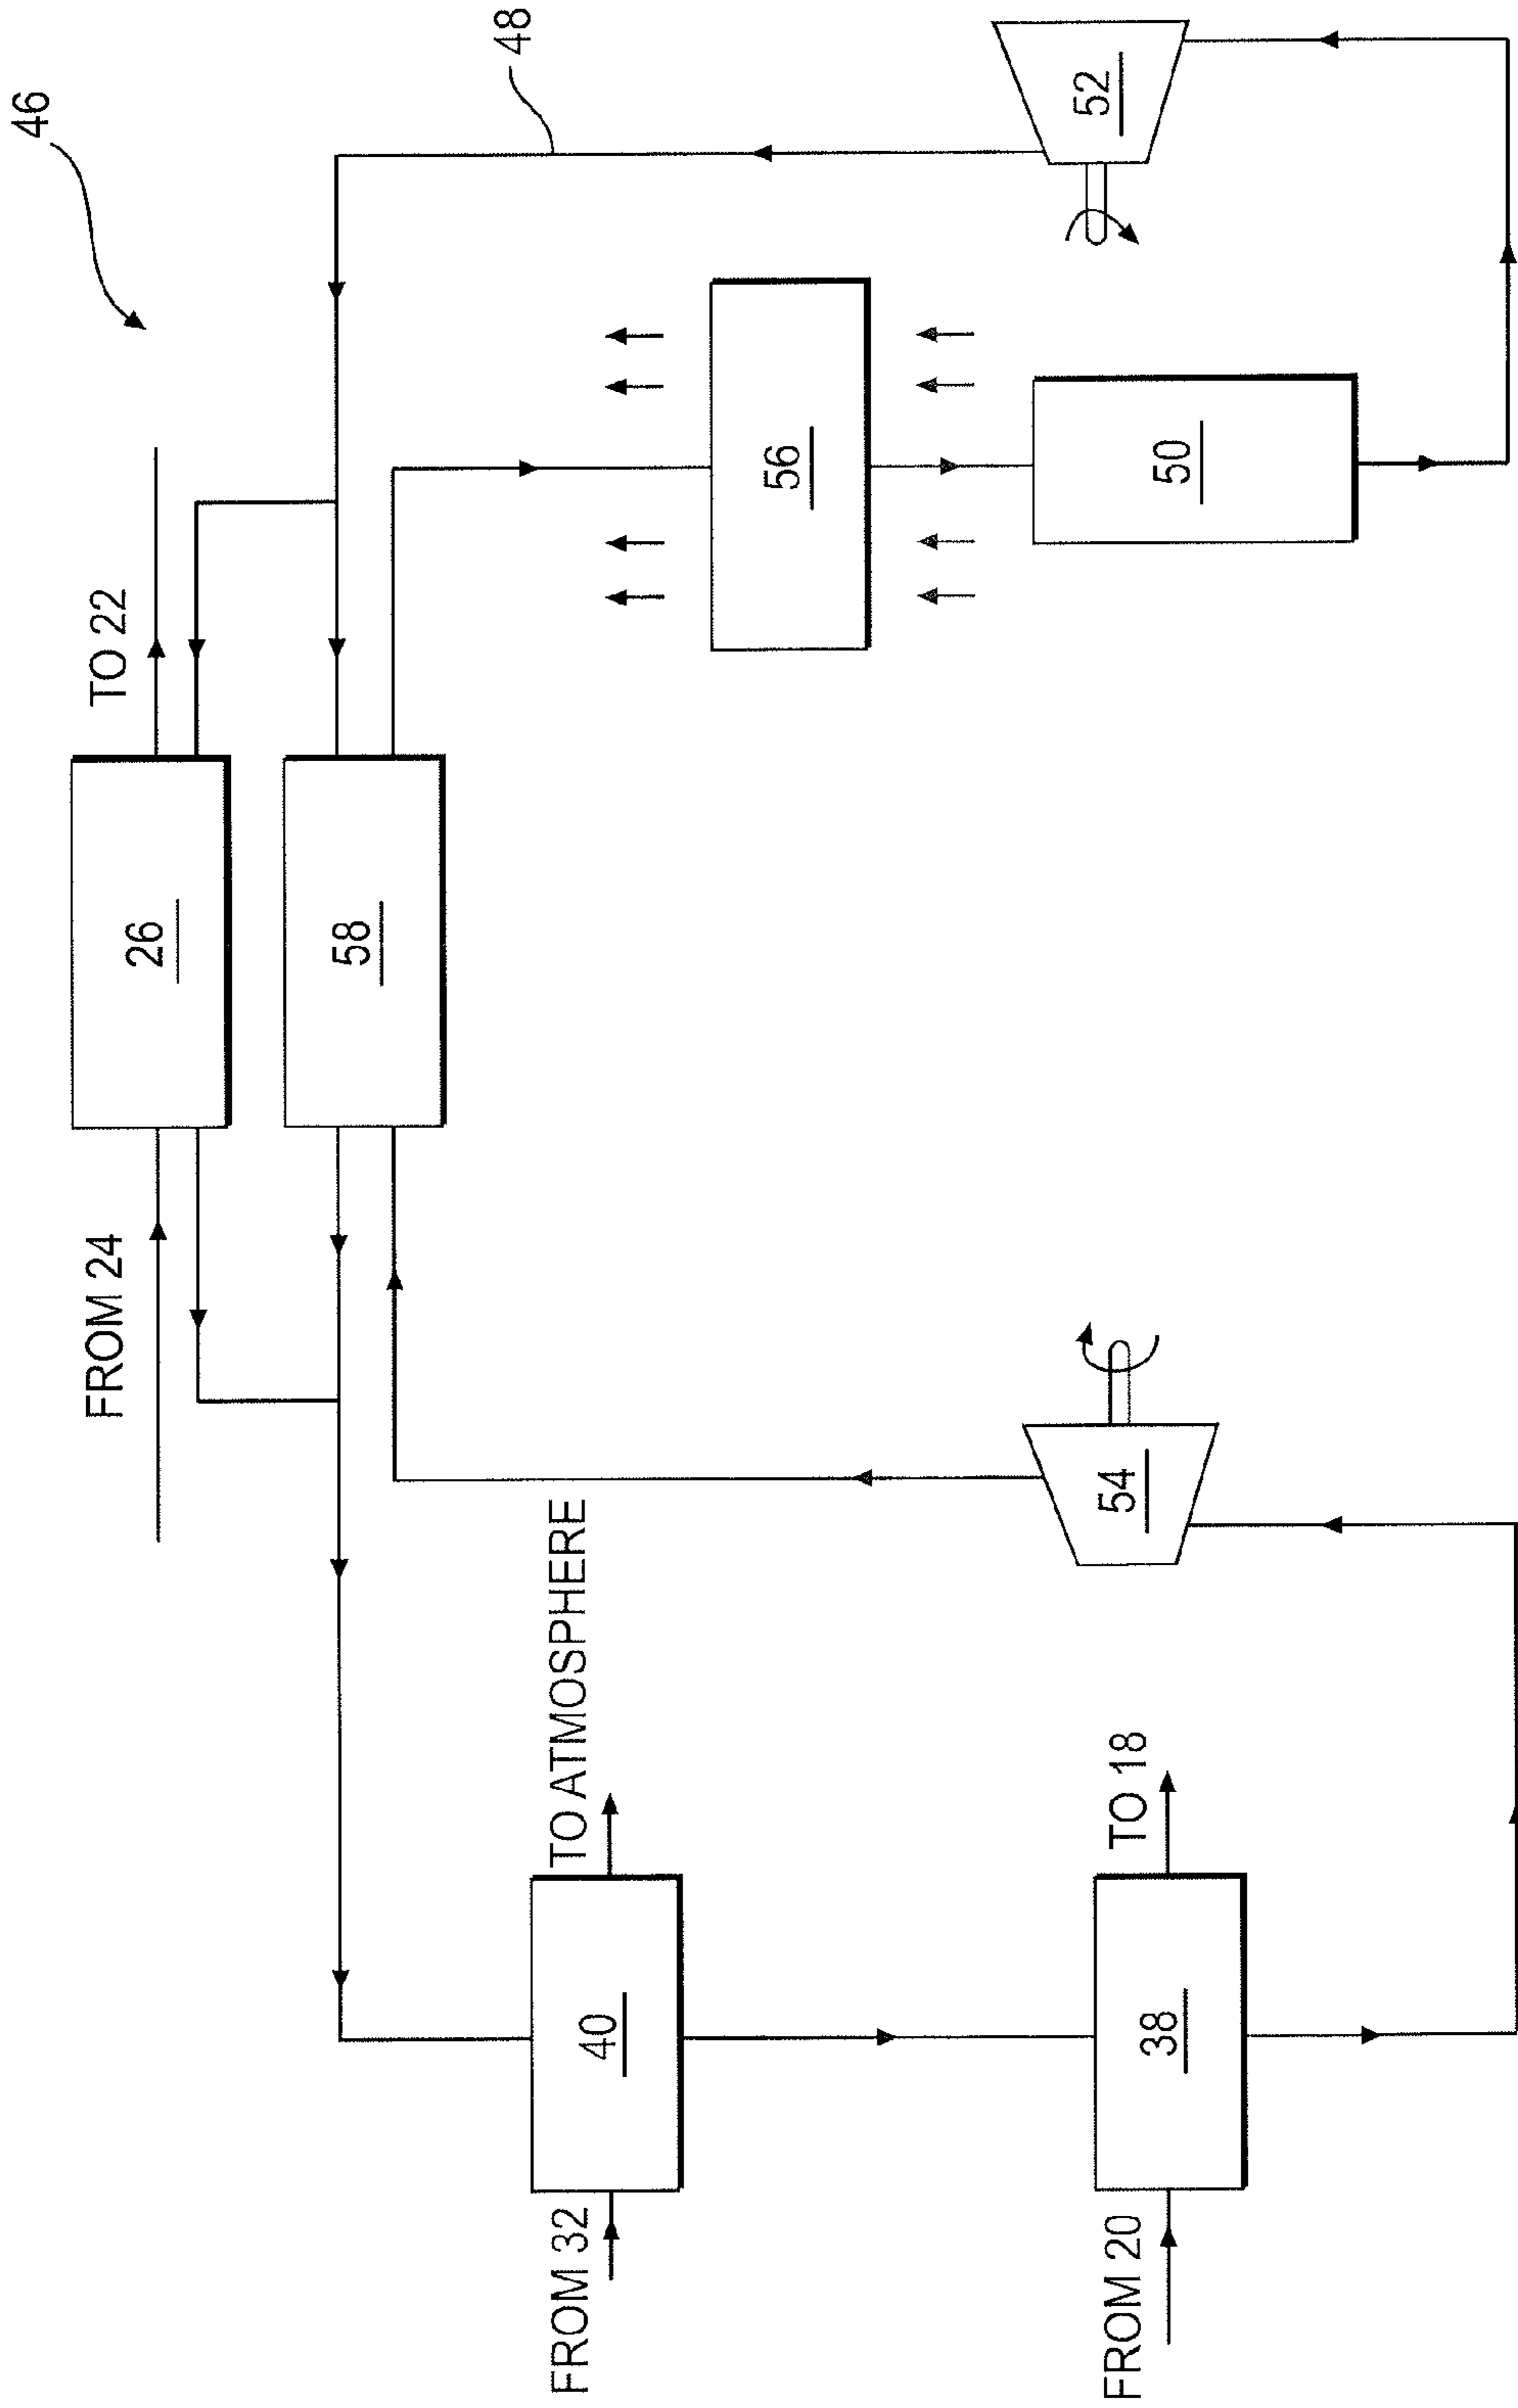 46
48
TO 22
FROM 24
26
58
52
56
50
54
TO ATMOSPHERE
40
FROM 32
TO 18
38
FROM 20